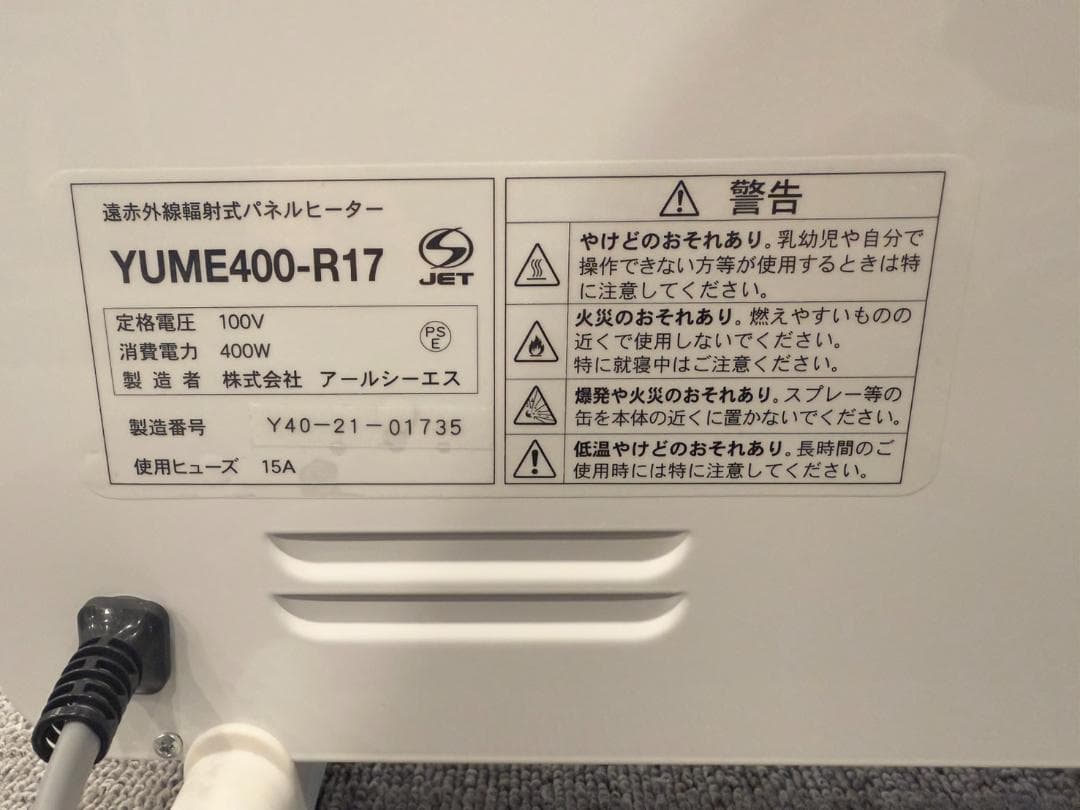 遠赤外線輻射式パネルヒーター
YUME400-R17
JET
定格電圧 100V
消費電力 400W
PS
E
製造者 株式会社 アールシーエス
製造番号 Y40-21-01735
使用ヒューズ 15A
警告
やけどのおそれあり。乳幼児や自分で
操作できない方等が使用するときは特
に注意してください。
火災のおそれあり。燃えやすいものの
近くで使用しないでください。
特に就寝中はご注意ください。
爆発や火災のおそれあり。スプレー等の
缶を本体の近くに置かないでください。
低温やけどのおそれあり。長時間のご
使用時には特に注意してください。